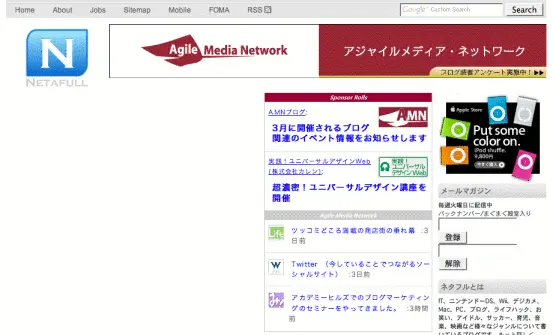 Home About Jobs Sitemap Mobile FOMA RSS
Google Custom Search
Search
N
NETAFULL
Agile Media Network
アジャイルメディア・ネットワーク
ブログ読者アンケート実施中！▶▶
Sponsor Rolls
AMNブログ:
AMN
3月に開催されるブログ
関連のイベント情報をお知らせします
実践！ユニバーサルデザインWeb
(株式会社カレン):
実践！
ユニバーサル
デザインWeb
超濃密！ユニバーサルデザイン講座を
開催
Agile Media Network
Life
ツッコミどころ満載の商店街の垂れ幕 :3
日前
W
Twitter （今していることでつながるソー
シャルサイト） :3日前
アカデミーヒルズでのブログマーケティ
ングのセミナーをやってきました。 :3時間
前
Apple Store
Put some
color on.
iPod shuffle.
9,800円
今すぐ購入
メールマガジン
毎週火曜日に配信中
バックナンバー/まぐまぐ殿堂入り
登録
解除
ネタフルとは
IT、ニンテンドーDS、Wii、デジカメ、
Mac、PC、ブログ、ライフハック、お
笑い、アイドル、サッカー、育児、音
楽、映画など様々なジャンルについて書